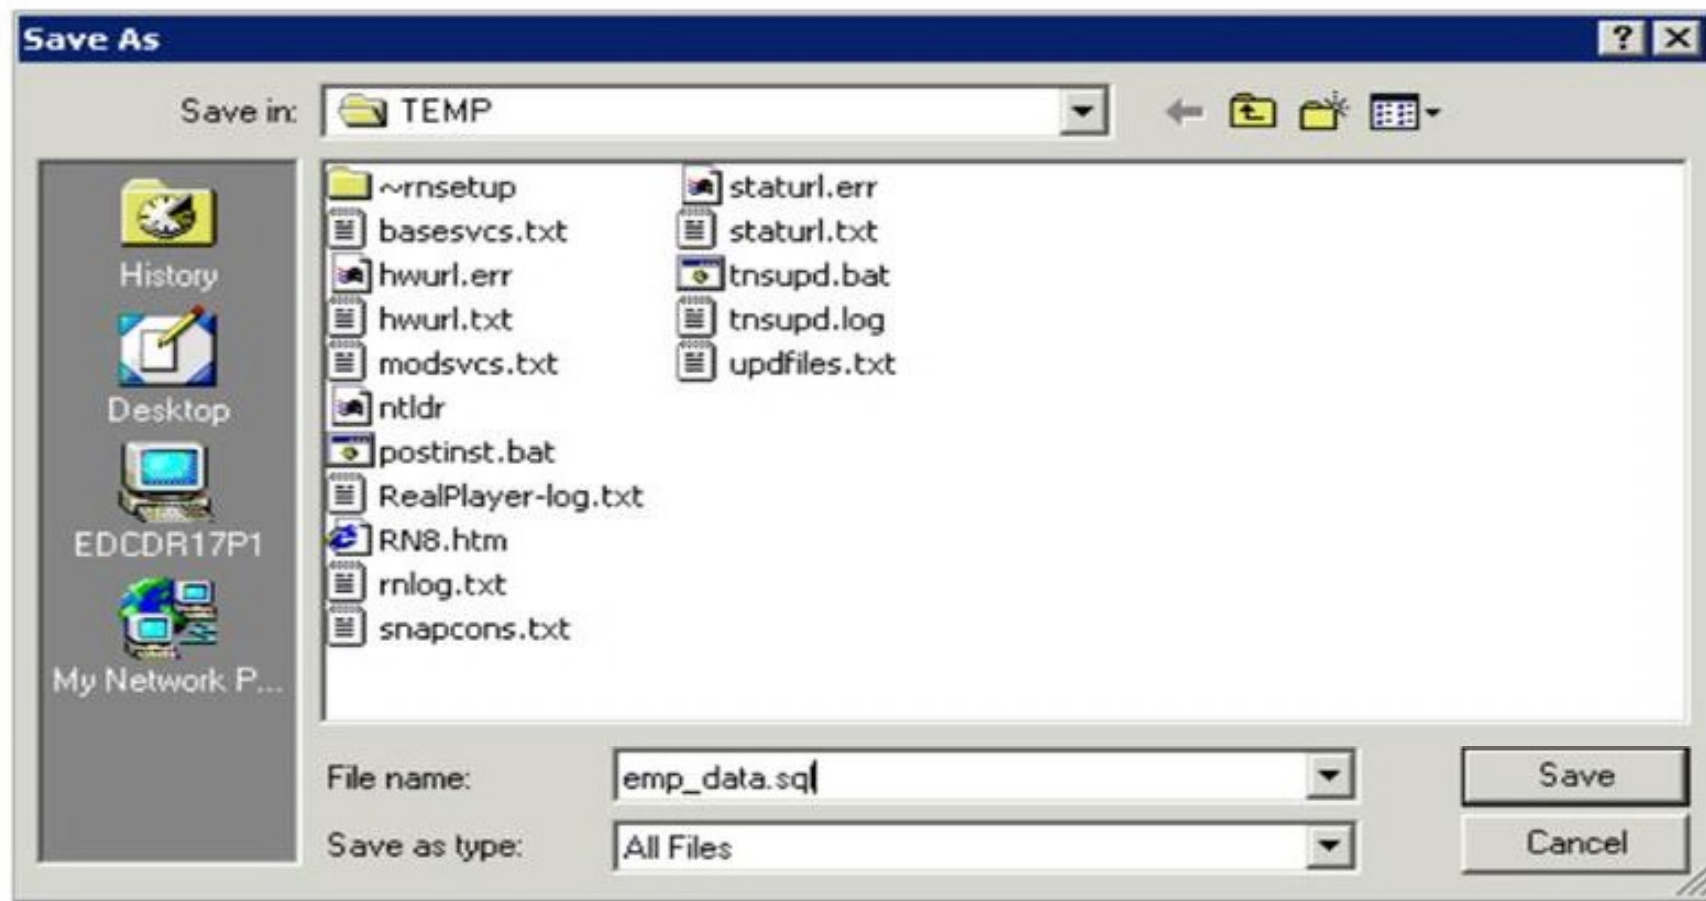 Save As
Save in: TEMP
History
Desktop
EDCDR17P1
My Network P...
~rnsetup
basesvcs.txt
hwurl.err
hwurl.txt
modsvcs.txt
ntldr
postinst.bat
RealPlayer-log.txt
RN8.htm
rnlog.txt
snapcons.txt
staturl.err
staturl.txt
tnsupd.bat
tnsupd.log
updfiles.txt
File name: emp_data.sql
Save
Save as type: All Files
Cancel